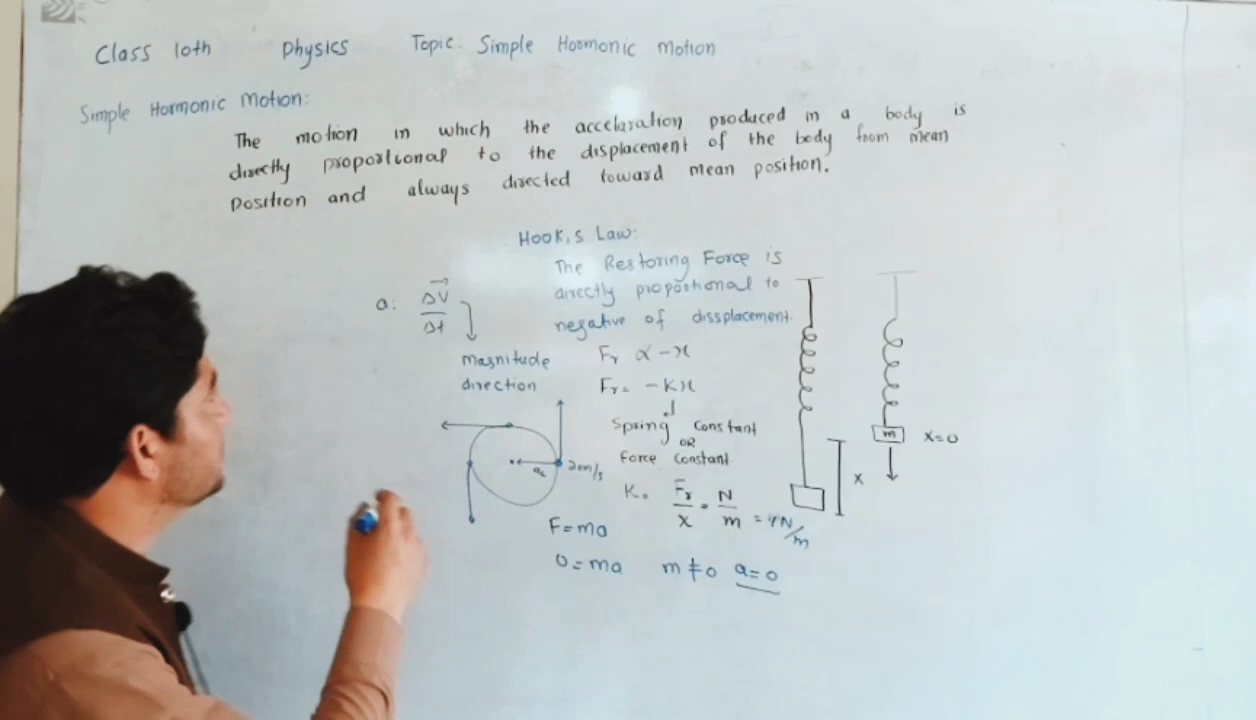 Class 10th Physics Topic: Simple Hormonic Motion
Simple Hormonic Motion:
The motion in which the acceleration produced in a body is
directly proportional to the displacement of the body from mean
position and always directed toward mean position.
Hook,s Law:
The Restoring Force is
directly proportional to
negative of dissplacement.
a: ΔV⃗/Δt
magnitude
direction
Fr ∝ -x
Fr = -Kx
Spring Constant
OR
Force Constant
K = Fr/x = N/m = 4N/m
ac
20m/s
F=ma
0=ma m≠0 a=0
x
m
x=0